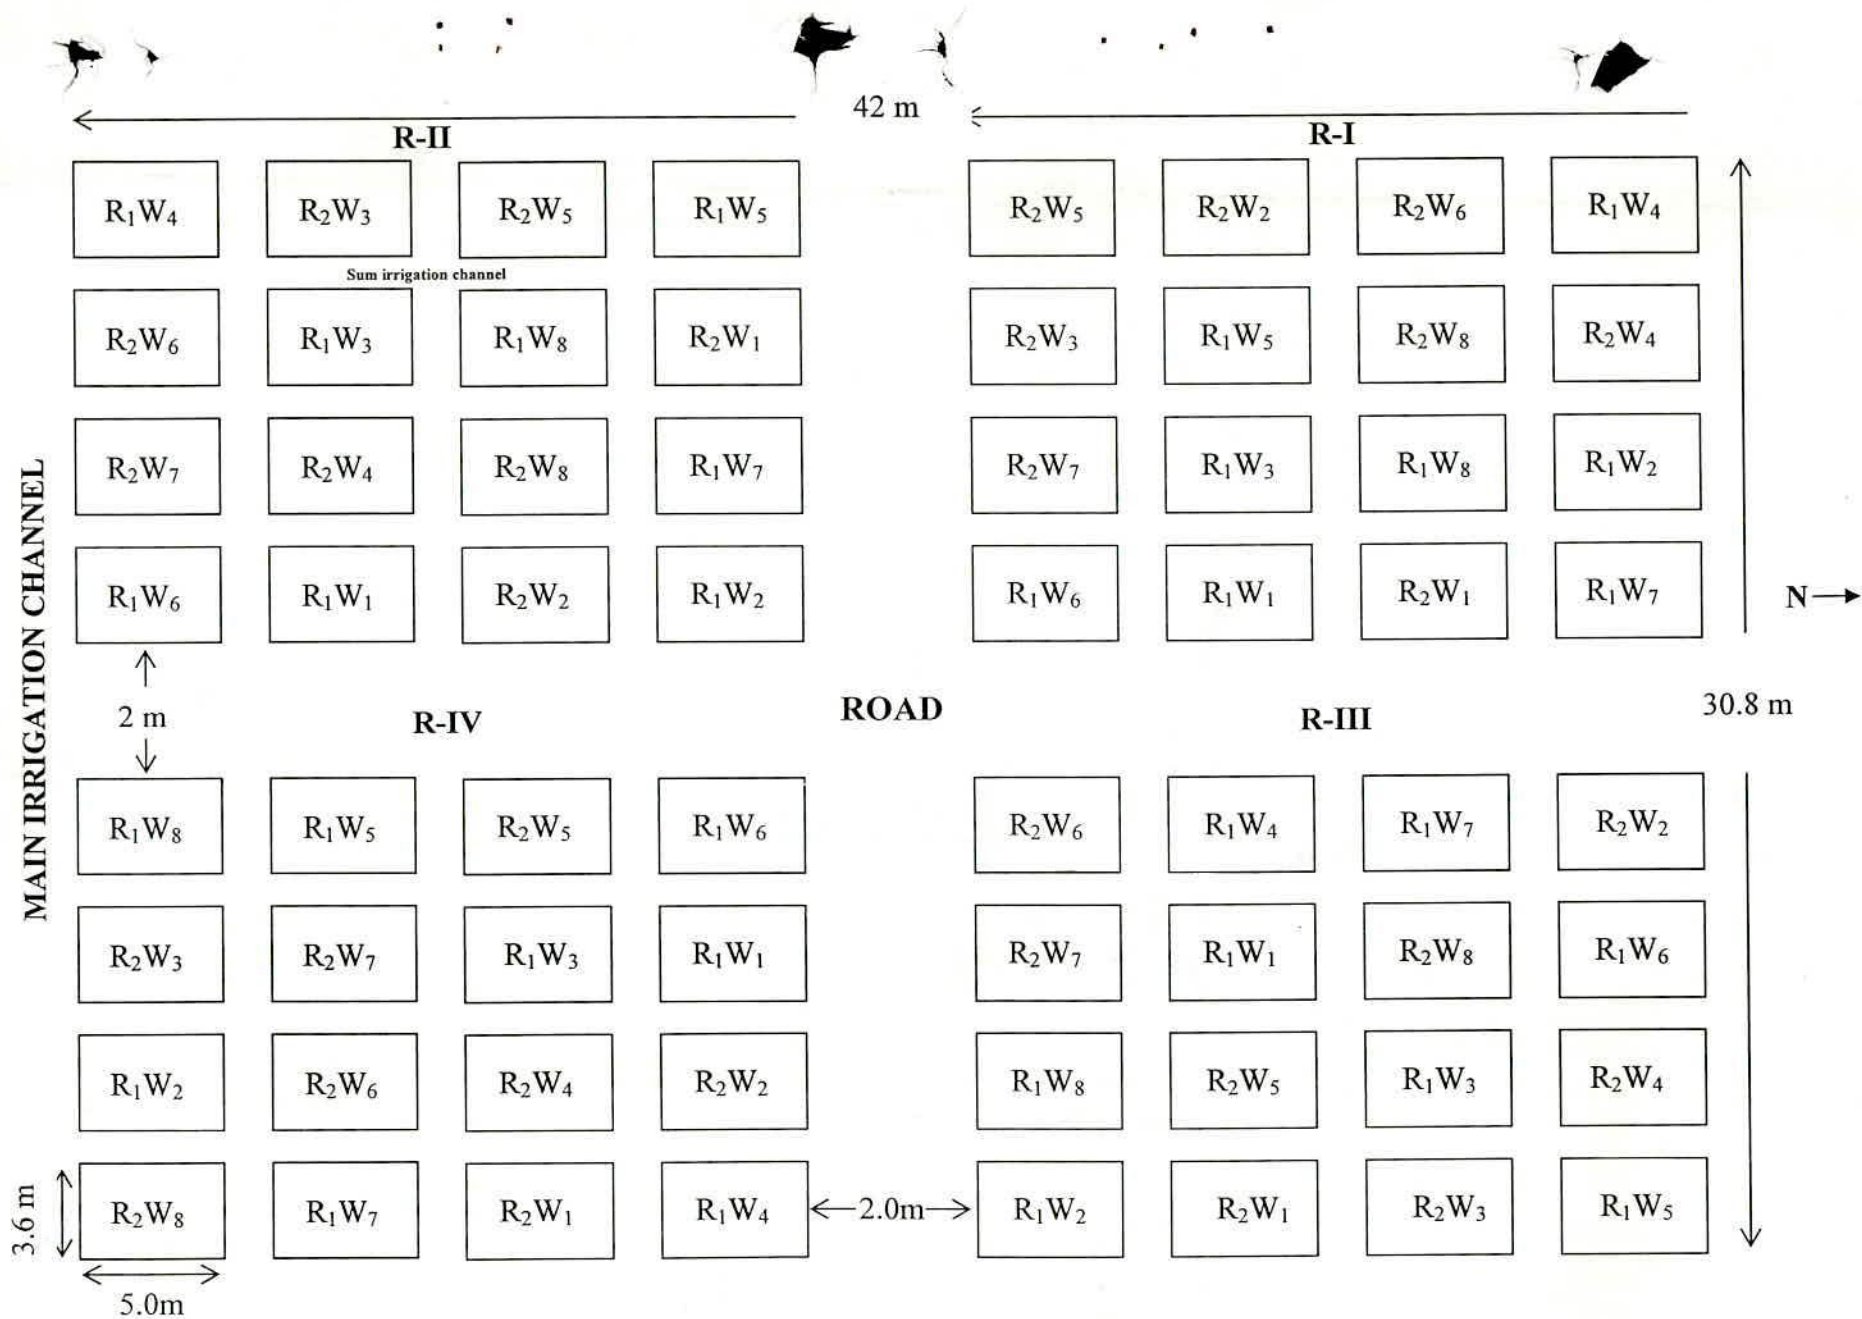 42 m
R-II R-I
R₁W₄ R₂W₃ R₂W₅ R₁W₅ R₂W₅ R₂W₂ R₂W₆ R₁W₄
Sum irrigation channel
R₂W₆ R₁W₃ R₁W₈ R₂W₁ R₂W₃ R₁W₅ R₂W₈ R₂W₄
R₂W₇ R₂W₄ R₂W₈ R₁W₇ R₂W₇ R₁W₃ R₁W₈ R₁W₂
R₁W₆ R₁W₁ R₂W₂ R₁W₂ R₁W₆ R₁W₁ R₂W₁ R₁W₇
N
MAIN IRRIGATION CHANNEL
2 m R-IV ROAD R-III 30.8 m
R₁W₈ R₁W₅ R₂W₅ R₁W₆ R₂W₆ R₁W₄ R₁W₇ R₂W₂
R₂W₃ R₂W₇ R₁W₃ R₁W₁ R₂W₇ R₁W₁ R₂W₈ R₁W₆
R₁W₂ R₂W₆ R₂W₄ R₂W₂ R₁W₈ R₂W₅ R₁W₃ R₂W₄
3.6 m R₂W₈ R₁W₇ R₂W₁ R₁W₄ 2.0m R₁W₂ R₂W₁ R₂W₃ R₁W₅
5.0m